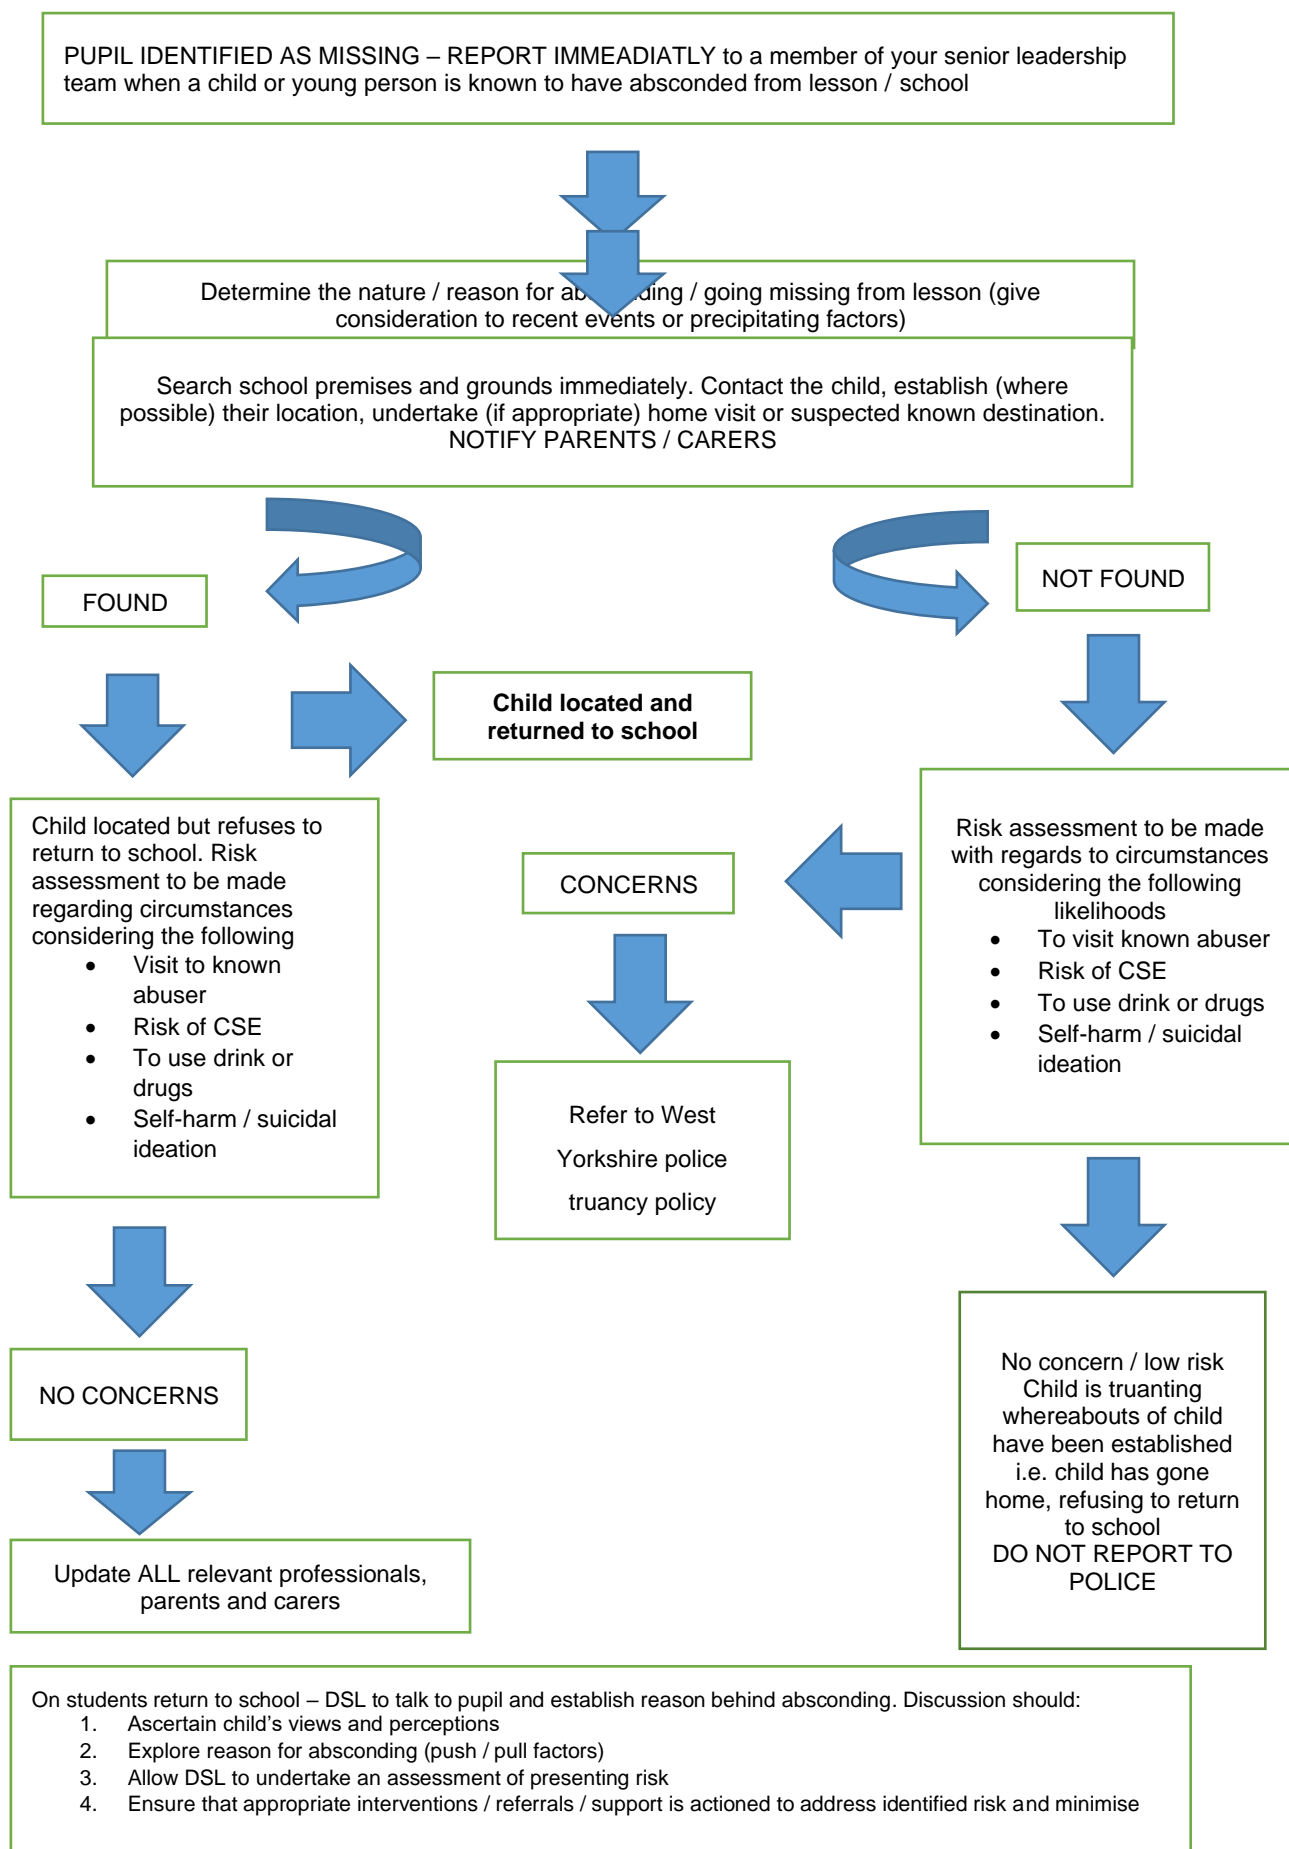 PUPIL IDENTIFIED AS MISSING – REPORT IMMEADIATLY to a member of your senior leadership
team when a child or young person is known to have absconded from lesson / school
Determine the nature / reason for ab ding / going missing from lesson (give
consideration to recent events or precipitating factors)
Search school premises and grounds immediately. Contact the child, establish (where
possible) their location, undertake (if appropriate) home visit or suspected known destination.
NOTIFY PARENTS / CARERS
FOUND
NOT FOUND
Child located and
returned to school
Child located but refuses to
return to school. Risk
assessment to be made
regarding circumstances
considering the following
• Visit to known
abuser
• Risk of CSE
• To use drink or
drugs
• Self-harm / suicidal
ideation
CONCERNS
Risk assessment to be made
with regards to circumstances
considering the following
likelihoods
• To visit known abuser
• Risk of CSE
• To use drink or drugs
• Self-harm / suicidal
ideation
Refer to West
Yorkshire police
truancy policy
NO CONCERNS
No concern / low risk
Child is truanting
whereabouts of child
have been established
i.e. child has gone
home, refusing to return
to school
DO NOT REPORT TO
POLICE
Update ALL relevant professionals,
parents and carers
On students return to school – DSL to talk to pupil and establish reason behind absconding. Discussion should:
1. Ascertain child's views and perceptions
2. Explore reason for absconding (push / pull factors)
3. Allow DSL to undertake an assessment of presenting risk
4. Ensure that appropriate interventions / referrals / support is actioned to address identified risk and minimise